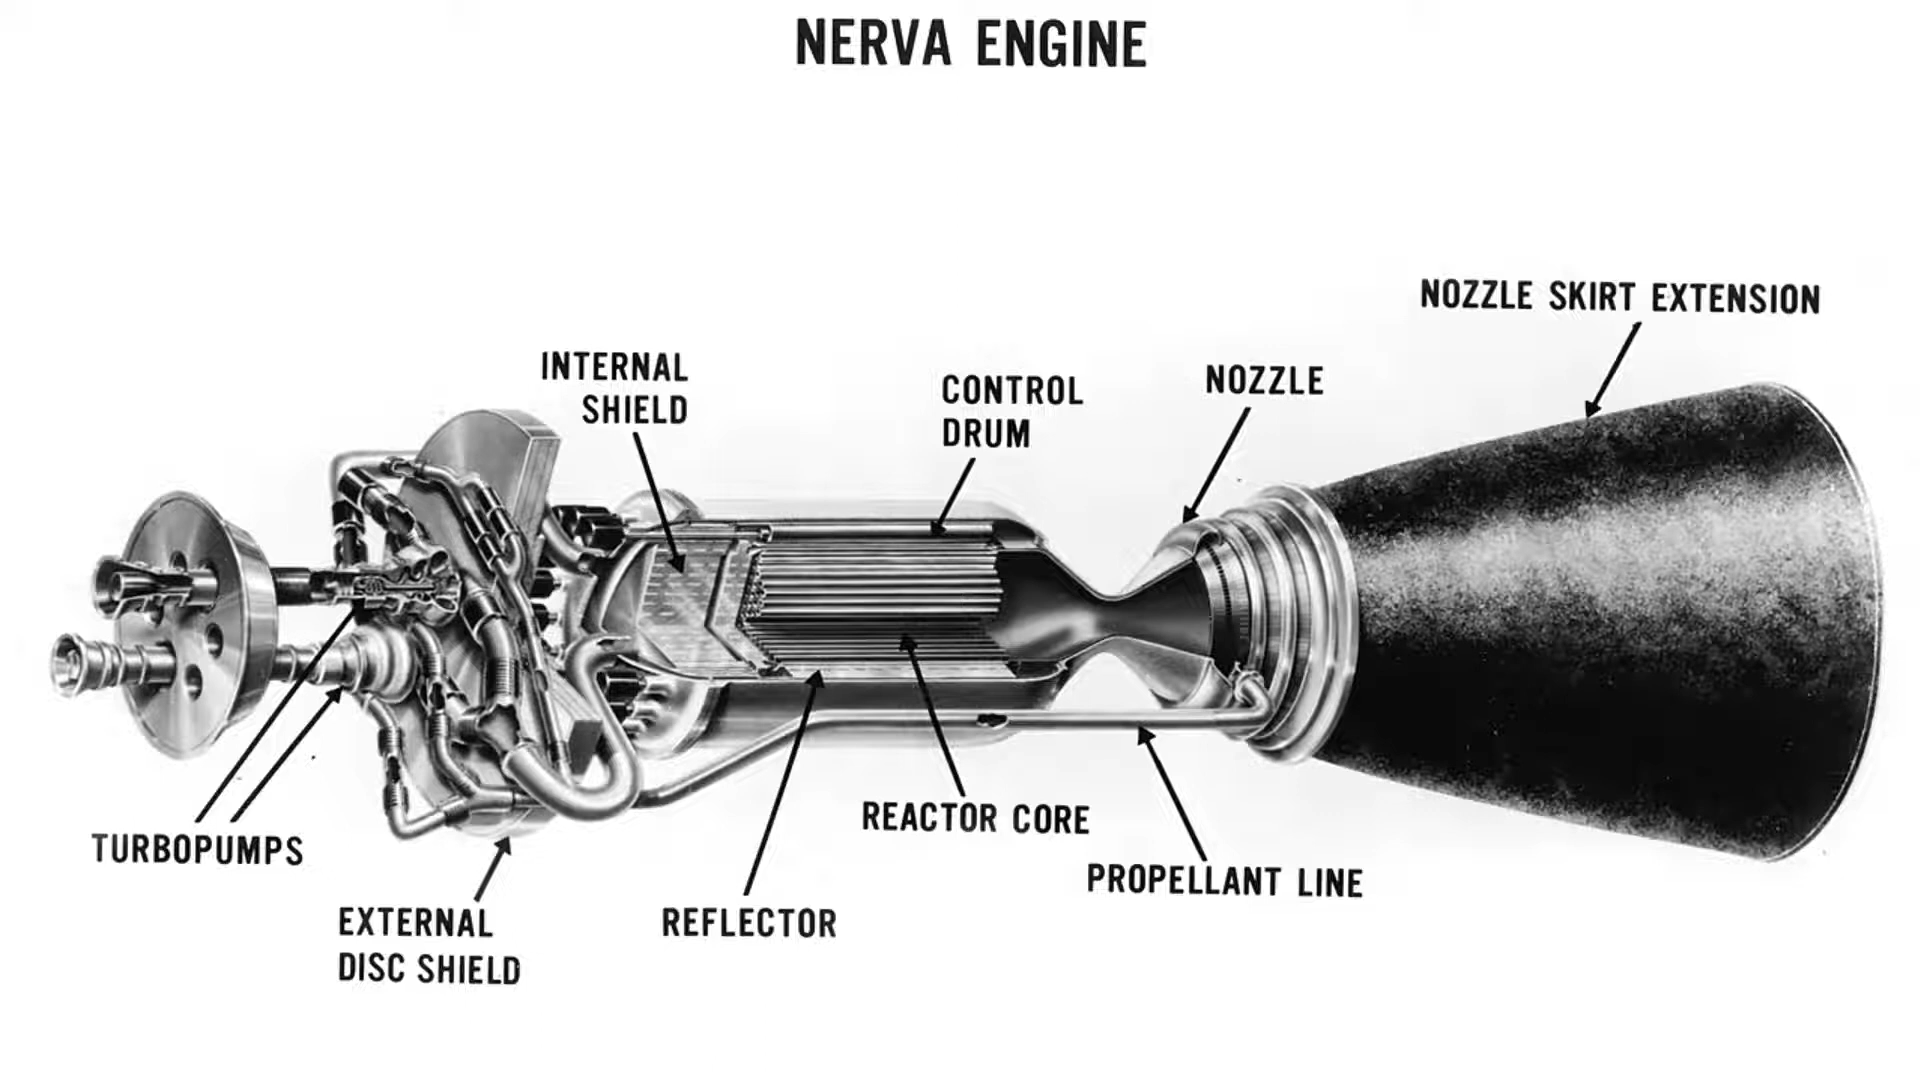 NERVA ENGINE
NOZZLE SKIRT EXTENSION
INTERNAL
SHIELD
CONTROL
DRUM
NOZZLE
REACTOR CORE
TURBOPUMPS
PROPELLANT LINE
EXTERNAL
DISC SHIELD
REFLECTOR